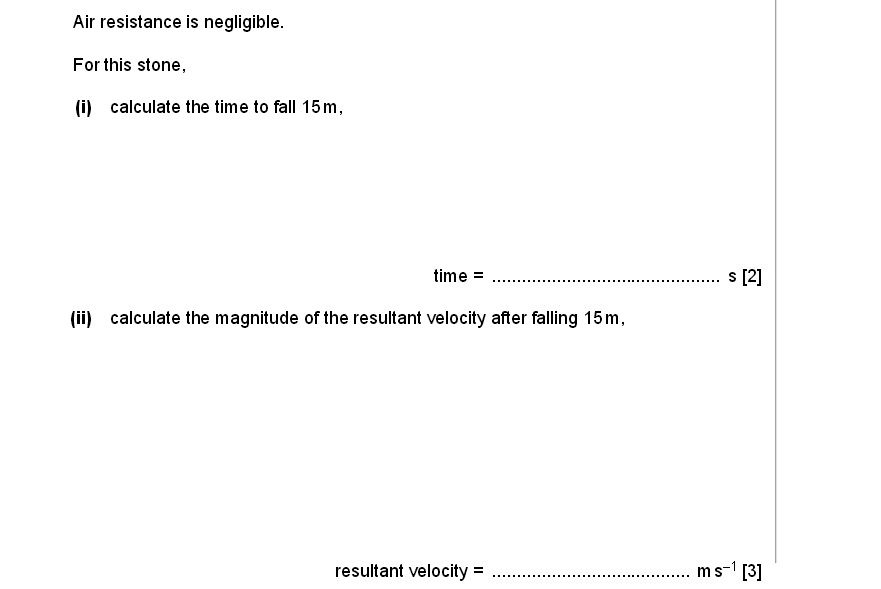 Air resistance is negligible.
For this stone,
(i) calculate the time to fall 15 m,
time = .............................................. s [2]
(ii) calculate the magnitude of the resultant velocity after falling 15 m,
resultant velocity = ........................................ m s⁻¹ [3]